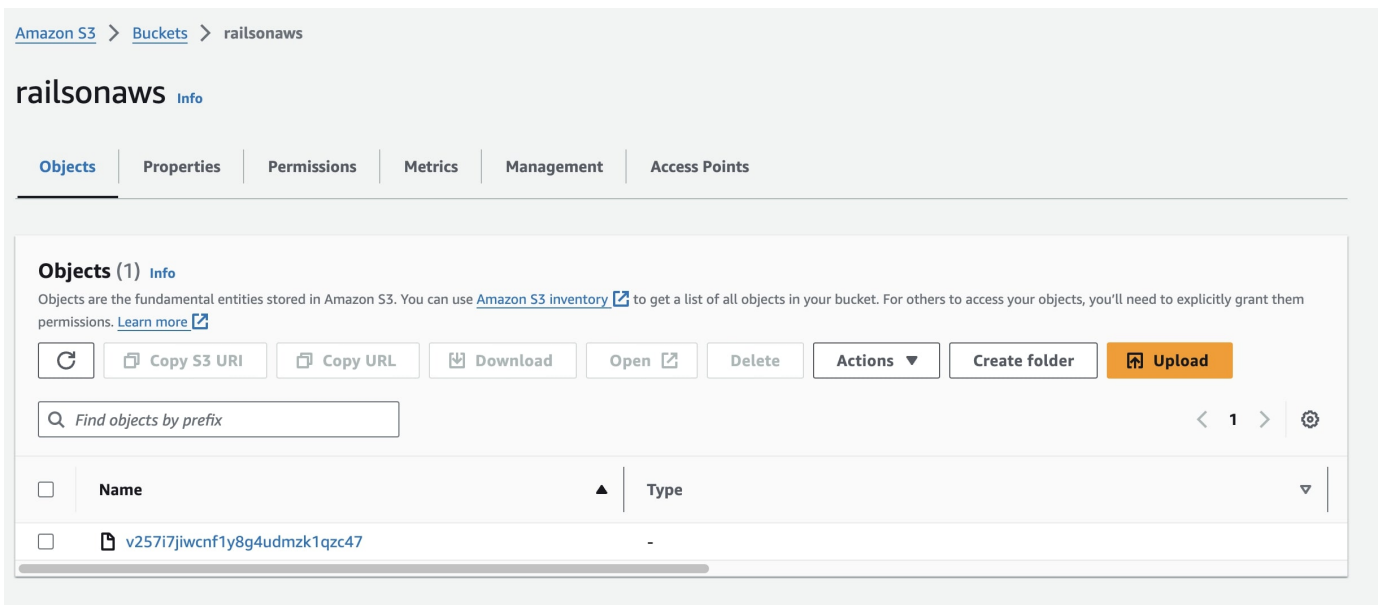 Amazon S3 > Buckets > railsonaws
railsonaws Info
Objects Properties Permissions Metrics Management Access Points
Objects (1) Info
Objects are the fundamental entities stored in Amazon S3. You can use Amazon S3 inventory to get a list of all objects in your bucket. For others to access your objects, you'll need to explicitly grant them
permissions. Learn more
Copy S3 URI Copy URL Download Open Delete Actions Create folder Upload
Find objects by prefix 1
Name Type
v257i7jiwcnf1y8g4udmzk1qzc47 -